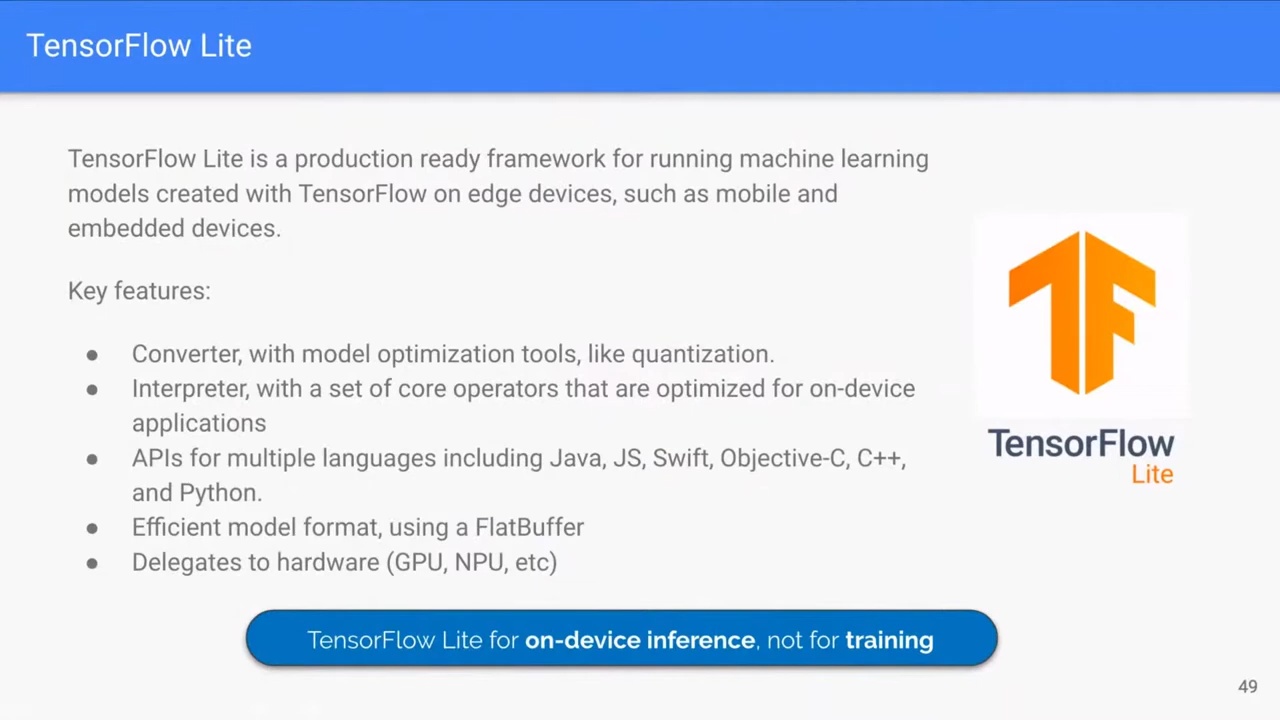 TensorFlow Lite
TensorFlow Lite is a production ready framework for running machine learning
models created with TensorFlow on edge devices, such as mobile and
embedded devices.
Key features:
● Converter, with model optimization tools, like quantization.
● Interpreter, with a set of core operators that are optimized for on-device
applications
● APIs for multiple languages including Java, JS, Swift, Objective-C, C++,
and Python.
● Efficient model format, using a FlatBuffer
● Delegates to hardware (GPU, NPU, etc)
TensorFlow
Lite
TensorFlow Lite for on-device inference, not for training
49